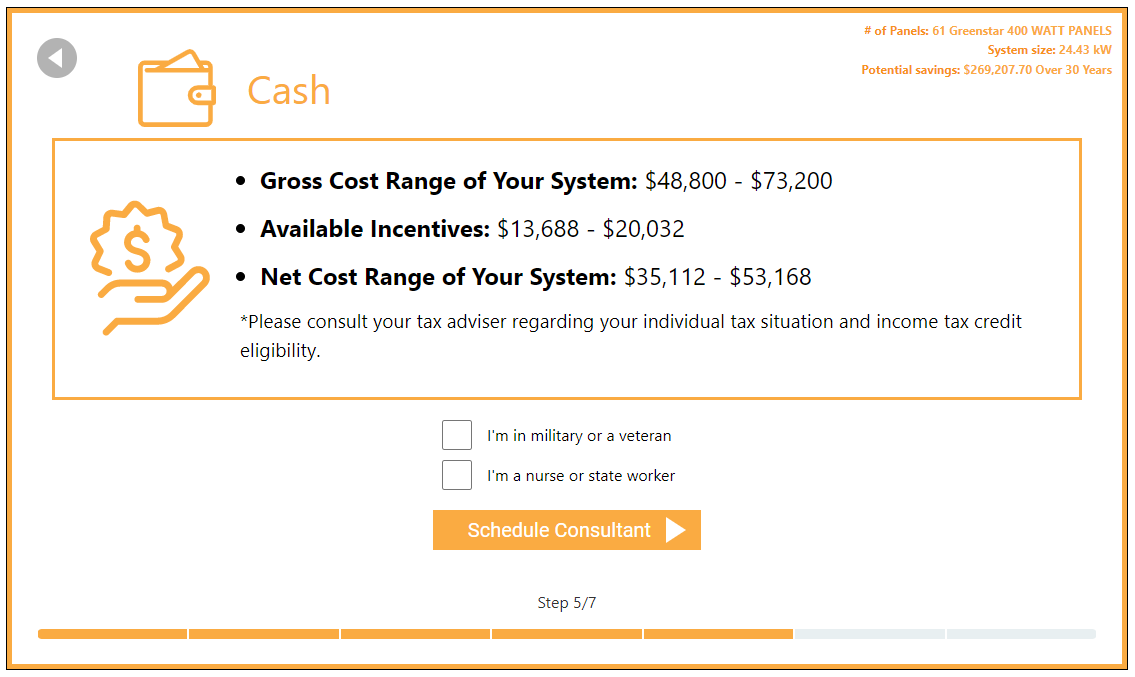 # of Panels: 61 Greenstar 400 WATT PANELS
System size: 24.43 kW
Potential savings: $269,207.70 Over 30 Years
Cash
$
• Gross Cost Range of Your System: $48,800 - $73,200
• Available Incentives: $13,688 - $20,032
• Net Cost Range of Your System: $35,112 - $53,168
*Please consult your tax adviser regarding your individual tax situation and income tax credit
eligibility.
I'm in military or a veteran
I'm a nurse or state worker
Schedule Consultant
Step 5/7